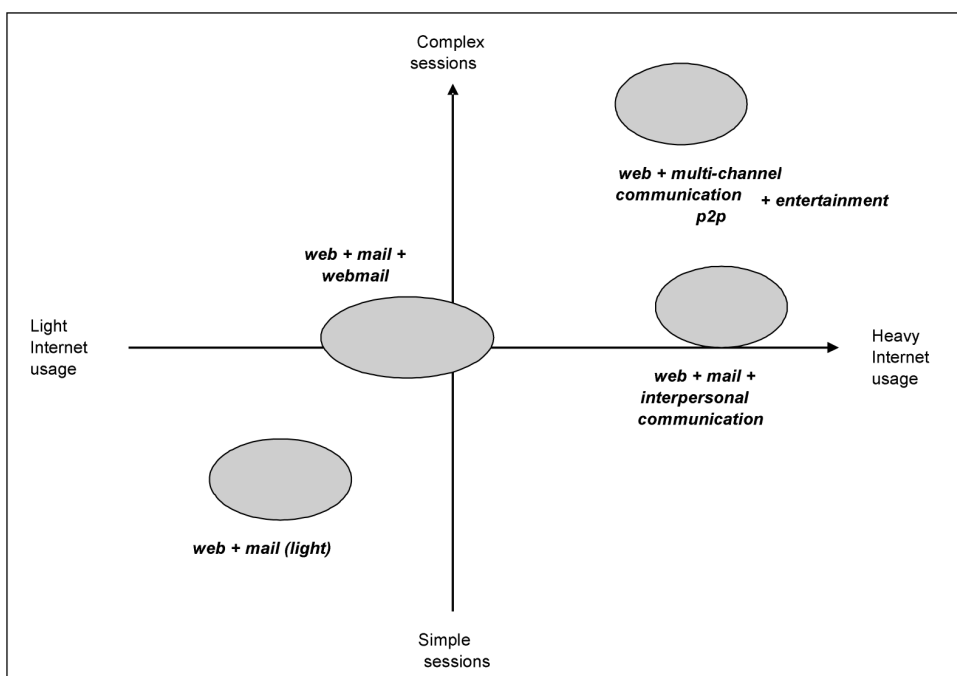 Complex
sessions
web + multi-channel
communication
p2p
+ entertainment
web + mail +
webmail
Light
Internet
usage
Heavy
Internet
usage
web + mail +
interpersonal
communication
web + mail (light)
Simple
sessions